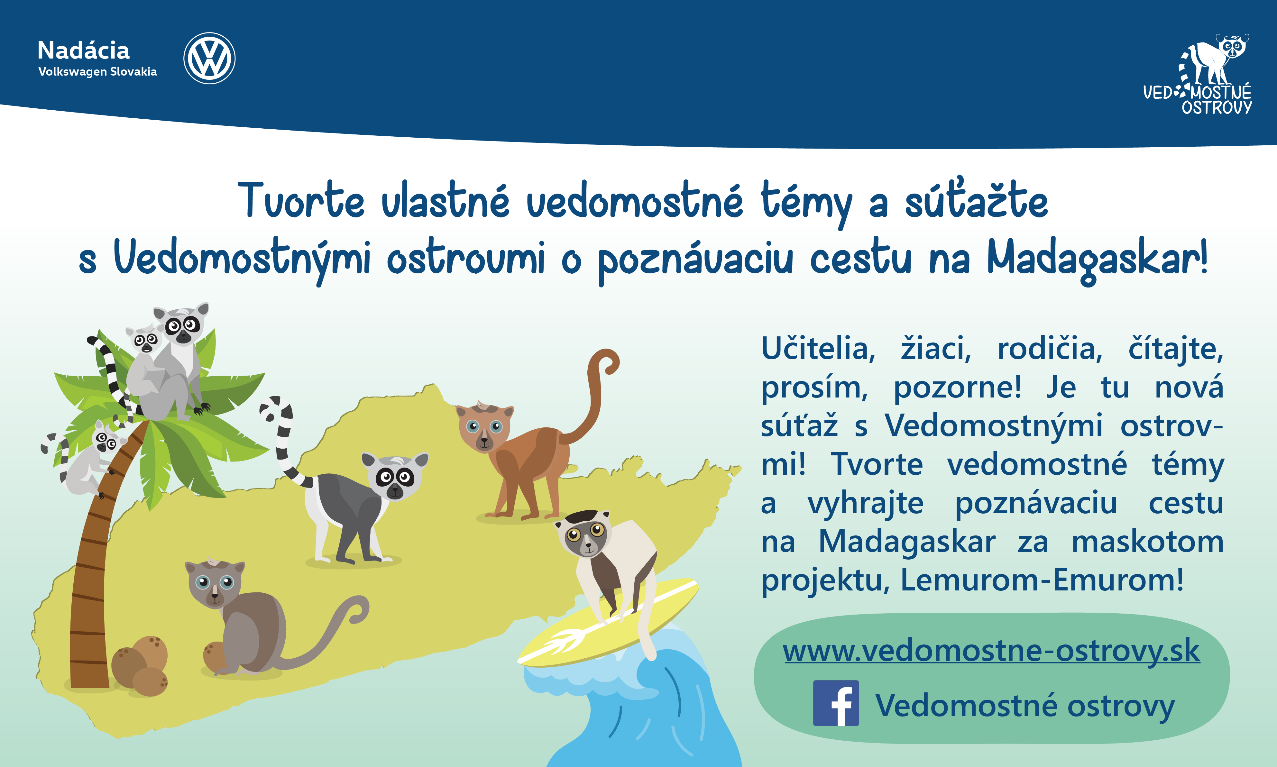 Nadácia
Volkswagen Slovakia
VEDOMOSTNÉ
OSTROVY
Tvorte vlastné vedomostné témy a súťažte
s Vedomostnými ostrovmi o poznávaciu cestu na Madagaskar!
Učitelia, žiaci, rodičia, čítajte,
prosím, pozorne! Je tu nová
súťaž s Vedomostnými ostrov-
mi! Tvorte vedomostné témy
a vyhrajte poznávaciu cestu
na Madagaskar za maskotom
projektu, Lemurom-Emurom!
www.vedomostne-ostrovy.sk
f Vedomostné ostrovy